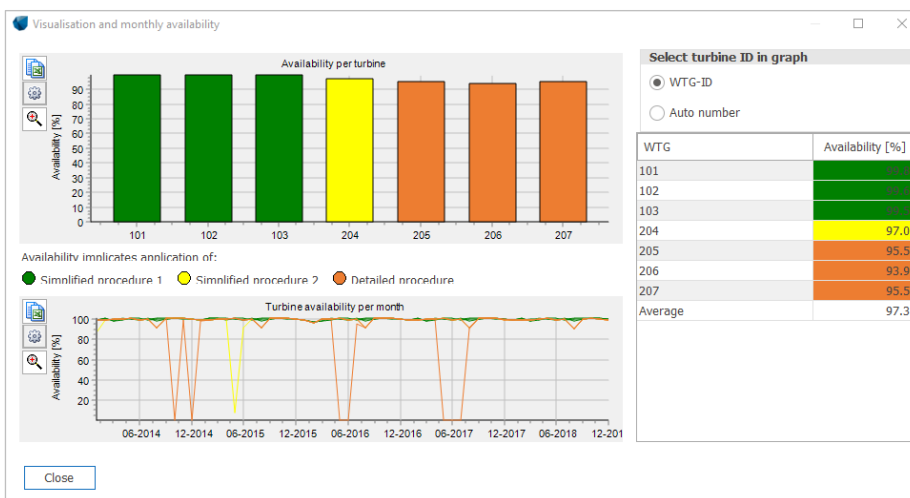 Visualisation and monthly availability
Availability per turbine
Availability [%]
90
80
70
60
50
40
30
20
10
0
101 102 103 204 205 206 207
Availability implicates application of:
Simplified procedure 1 Simplified procedure 2 Detailed procedure
Turbine availability per month
Availability [%]
100
80
60
40
20
06-2014 12-2014 06-2015 12-2015 06-2016 12-2016 06-2017 12-2017 06-2018 12-201
Close
Select turbine ID in graph
WTG-ID
Auto number
WTG Availability [%]
101
102
103
204 97.0
205 95.5
206 93.9
207 95.5
Average 97.3